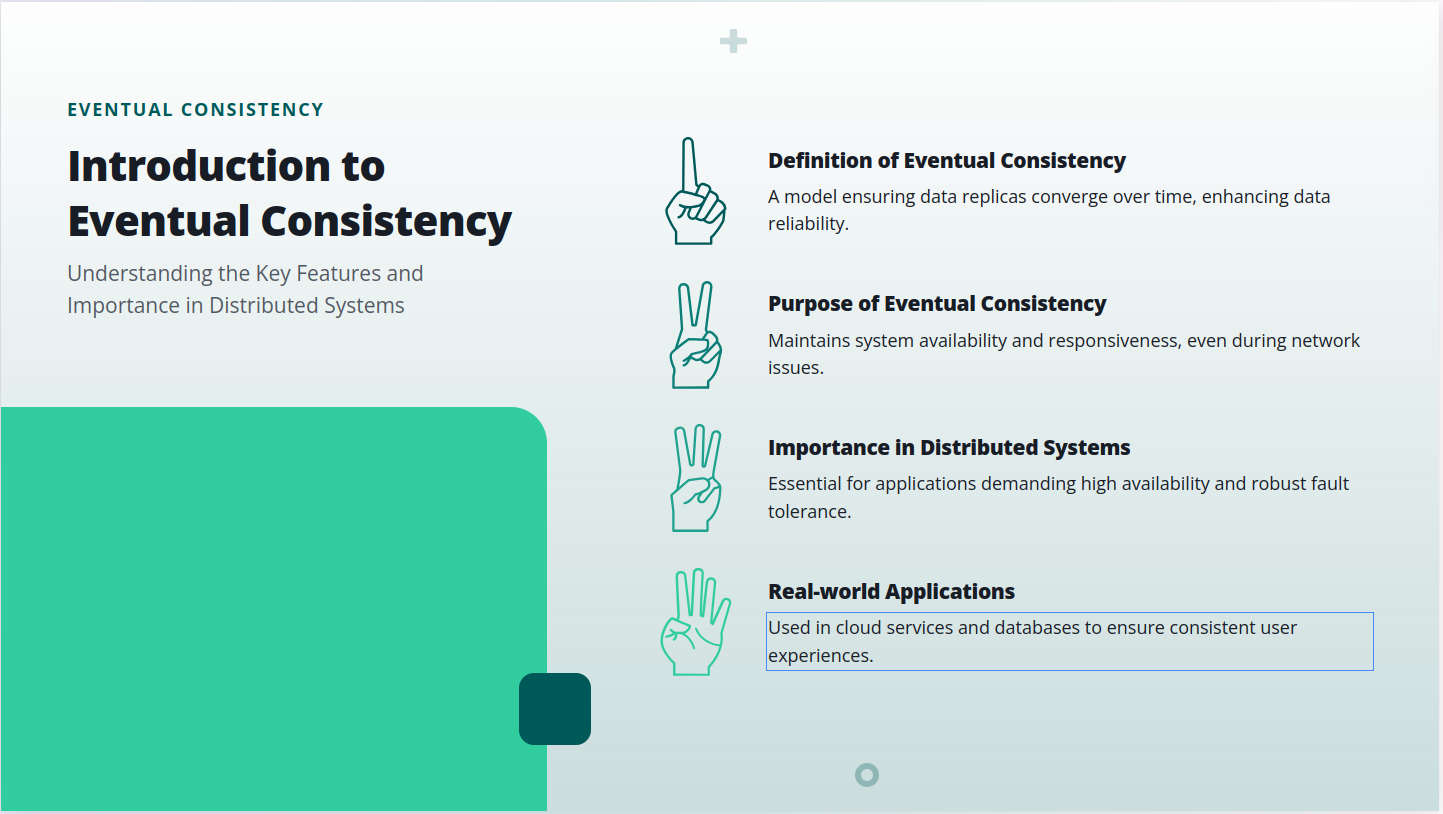 EVENTUAL CONSISTENCY
Introduction to
Eventual Consistency
Understanding the Key Features and
Importance in Distributed Systems
Definition of Eventual Consistency
A model ensuring data replicas converge over time, enhancing data
reliability.
Purpose of Eventual Consistency
Maintains system availability and responsiveness, even during network
issues.
Importance in Distributed Systems
Essential for applications demanding high availability and robust fault
tolerance.
Real-world Applications
Used in cloud services and databases to ensure consistent user
experiences.